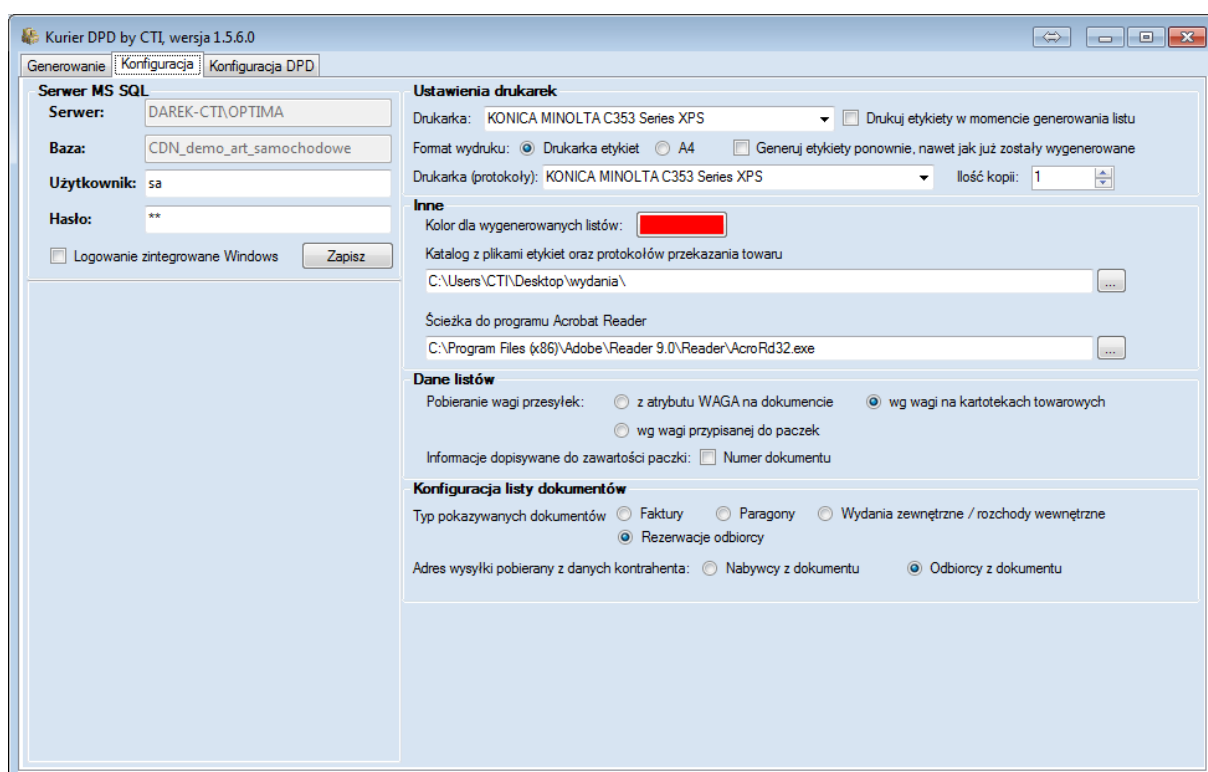 Kurier DPD by CTI, wersja 1.5.6.0
Generowanie Konfiguracja Konfiguracja DPD
Serwer MS SQL
Serwer: DAREK-CTI\OPTIMA
Baza: CDN_demo_art_samochodowe
Użytkownik: sa
Hasło: **
Logowanie zintegrowane Windows Zapisz
Ustawienia drukarek
Drukarka: KONICA MINOLTA C353 Series XPS Drukuj etykiety w momencie generowania listu
Format wydruku: Drukarka etykiet A4 Generuj etykiety ponownie, nawet jak już zostały wygenerowane
Drukarka (protokoły): KONICA MINOLTA C353 Series XPS Ilość kopii: 1
Inne
Kolor dla wygenerowanych listów:
Katalog z plikami etykiet oraz protokołów przekazania towaru
C:\Users\CTI\Desktop\wydania\ ...
Ścieżka do programu Acrobat Reader
C:\Program Files (x86)\Adobe\Reader 9.0\Reader\AcroRd32.exe ...
Dane listów
Pobieranie wagi przesyłek: z atrybutu WAGA na dokumencie wg wagi na kartotekach towarowych
wg wagi przypisanej do paczek
Informacje dopisywane do zawartości paczki: Numer dokumentu
Konfiguracja listy dokumentów
Typ pokazywanych dokumentów Faktury Paragony Wydania zewnętrzne / rozchody wewnętrzne
Rezerwacje odbiorcy
Adres wysyłki pobierany z danych kontrahenta: Nabywcy z dokumentu Odbiorcy z dokumentu